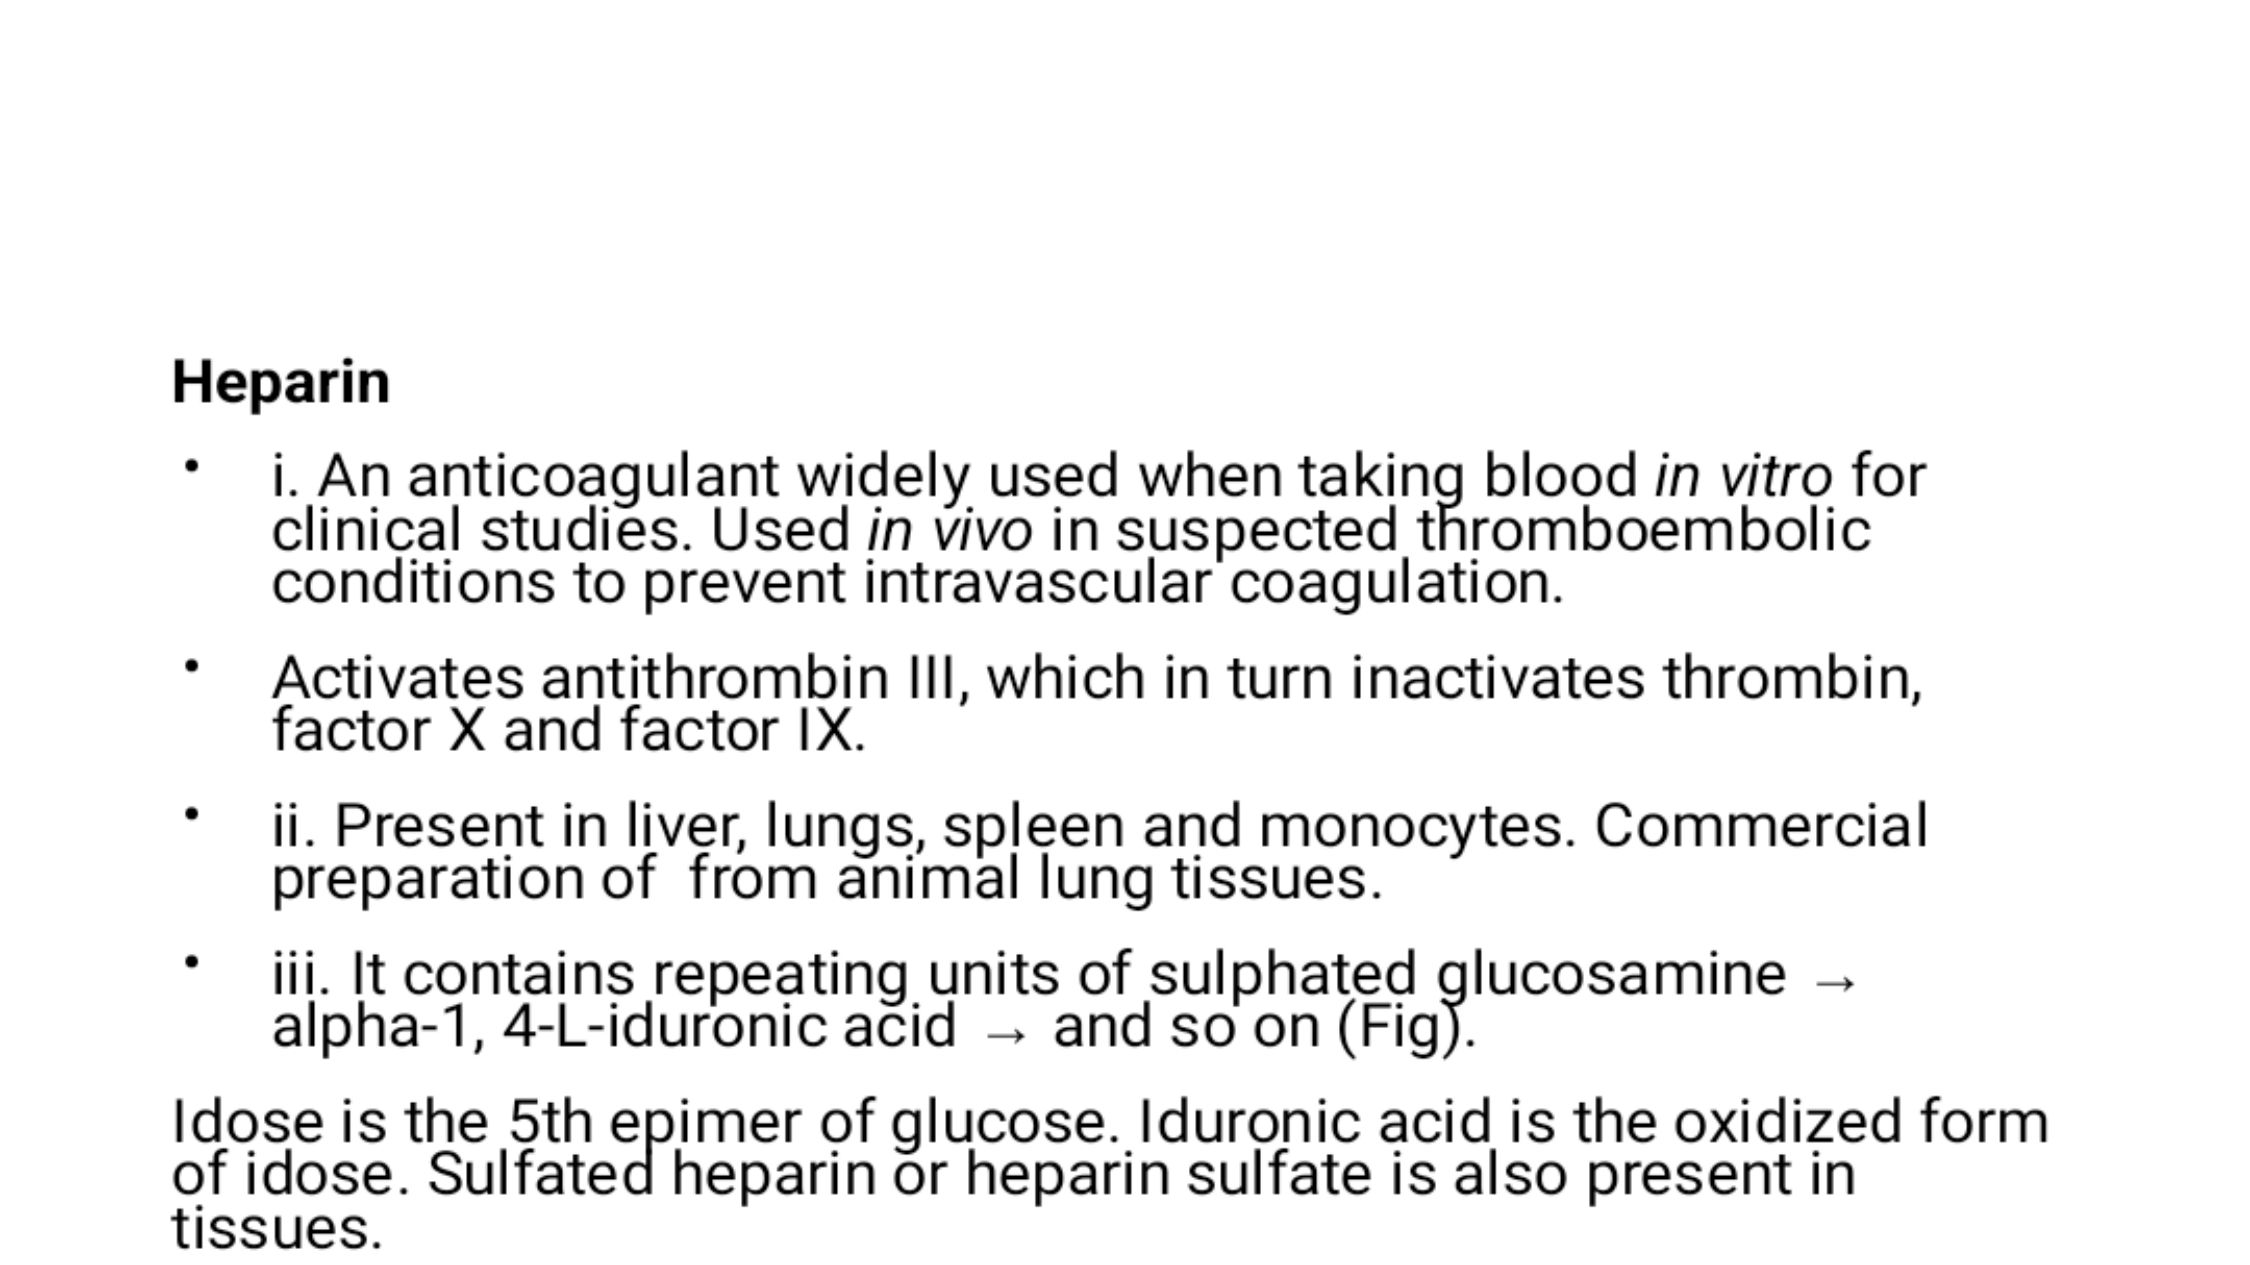 Heparin
• i. An anticoagulant widely used when taking blood in vitro for
clinical studies. Used in vivo in suspected thromboembolic
conditions to prevent intravascular coagulation.
• Activates antithrombin III, which in turn inactivates thrombin,
factor X and factor IX.
• ii. Present in liver, lungs, spleen and monocytes. Commercial
preparation of  from animal lung tissues.
• iii. It contains repeating units of sulphated glucosamine →
alpha-1, 4-L-iduronic acid → and so on (Fig).
Idose is the 5th epimer of glucose. Iduronic acid is the oxidized form
of idose. Sulfated heparin or heparin sulfate is also present in
tissues.